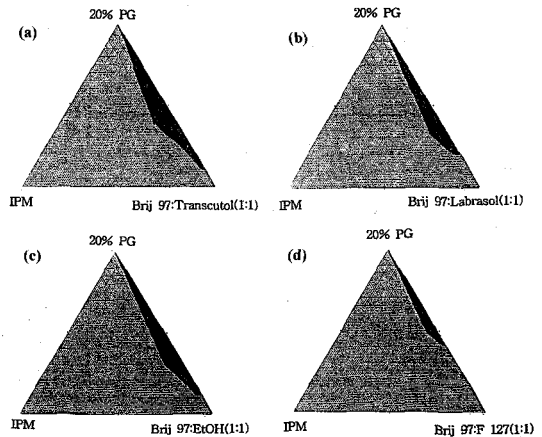 20% PG
(a)
IPM
Brij 97:Transcutol(1:1)
20% PG
(b)
IPM
Brij 97:Labrasol(1:1)
20% PG
(c)
IPM
Brij 97:EtOH(1:1)
20% PG
(d)
IPM
Brij 97:F 127(1:1)